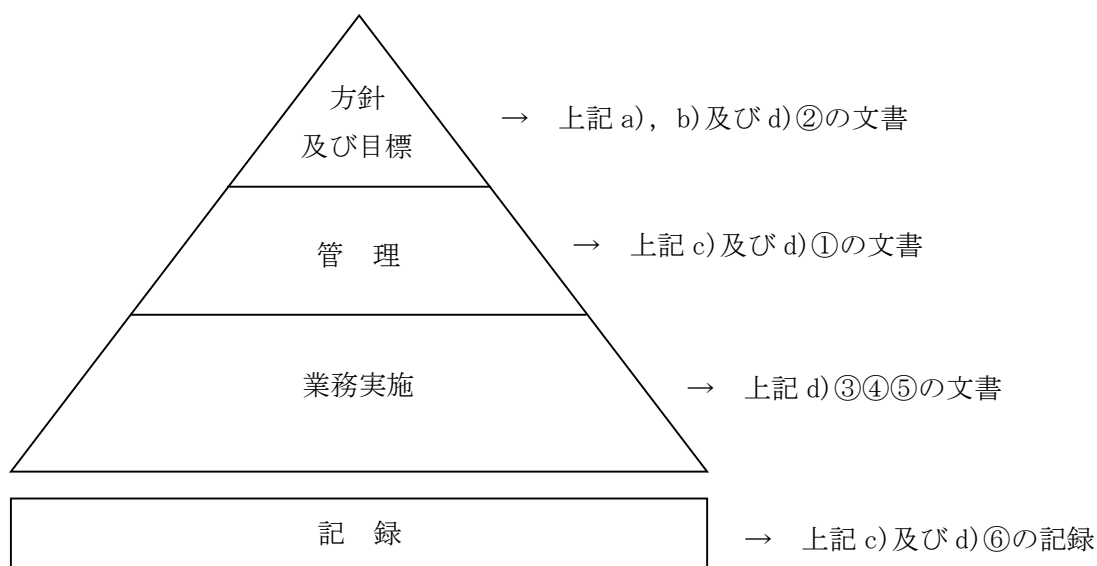 方針
及び目標
→ 上記 a), b)及び d)②の文書
管 理
→ 上記 c)及び d)①の文書
業務実施
→ 上記 d)③④⑤の文書
記 録
→ 上記 c)及び d)⑥の記録